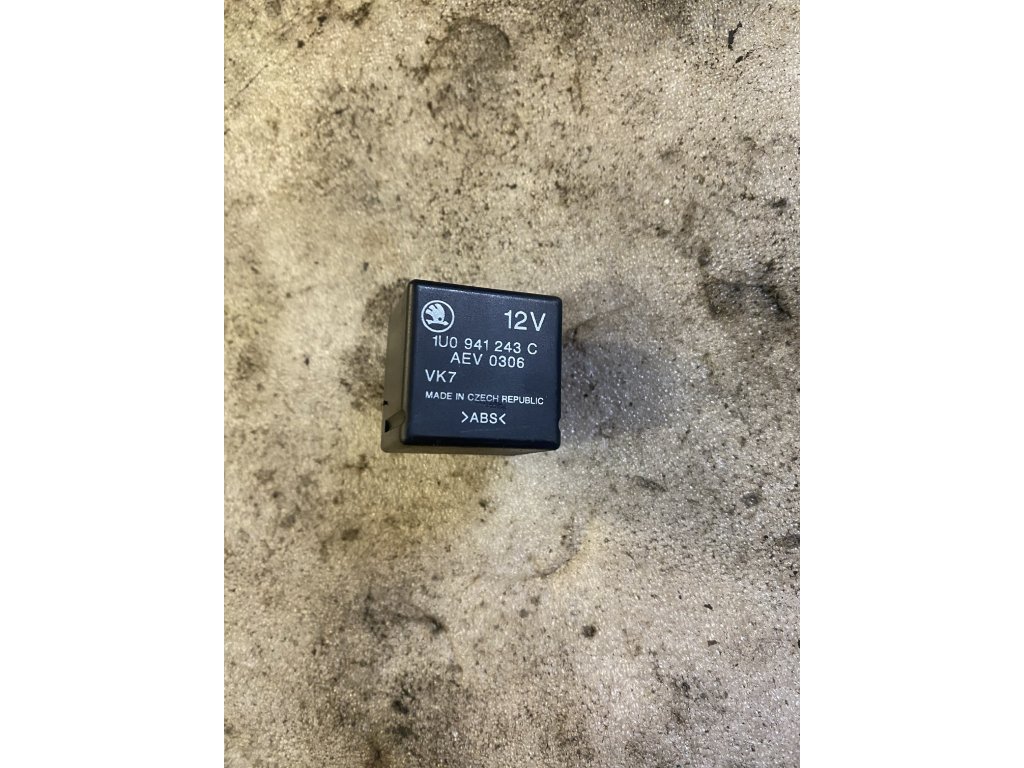 12V
1U0 941 243 C
AEV 0306
VK7
MADE IN CZECH REPUBLIC
>ABS<